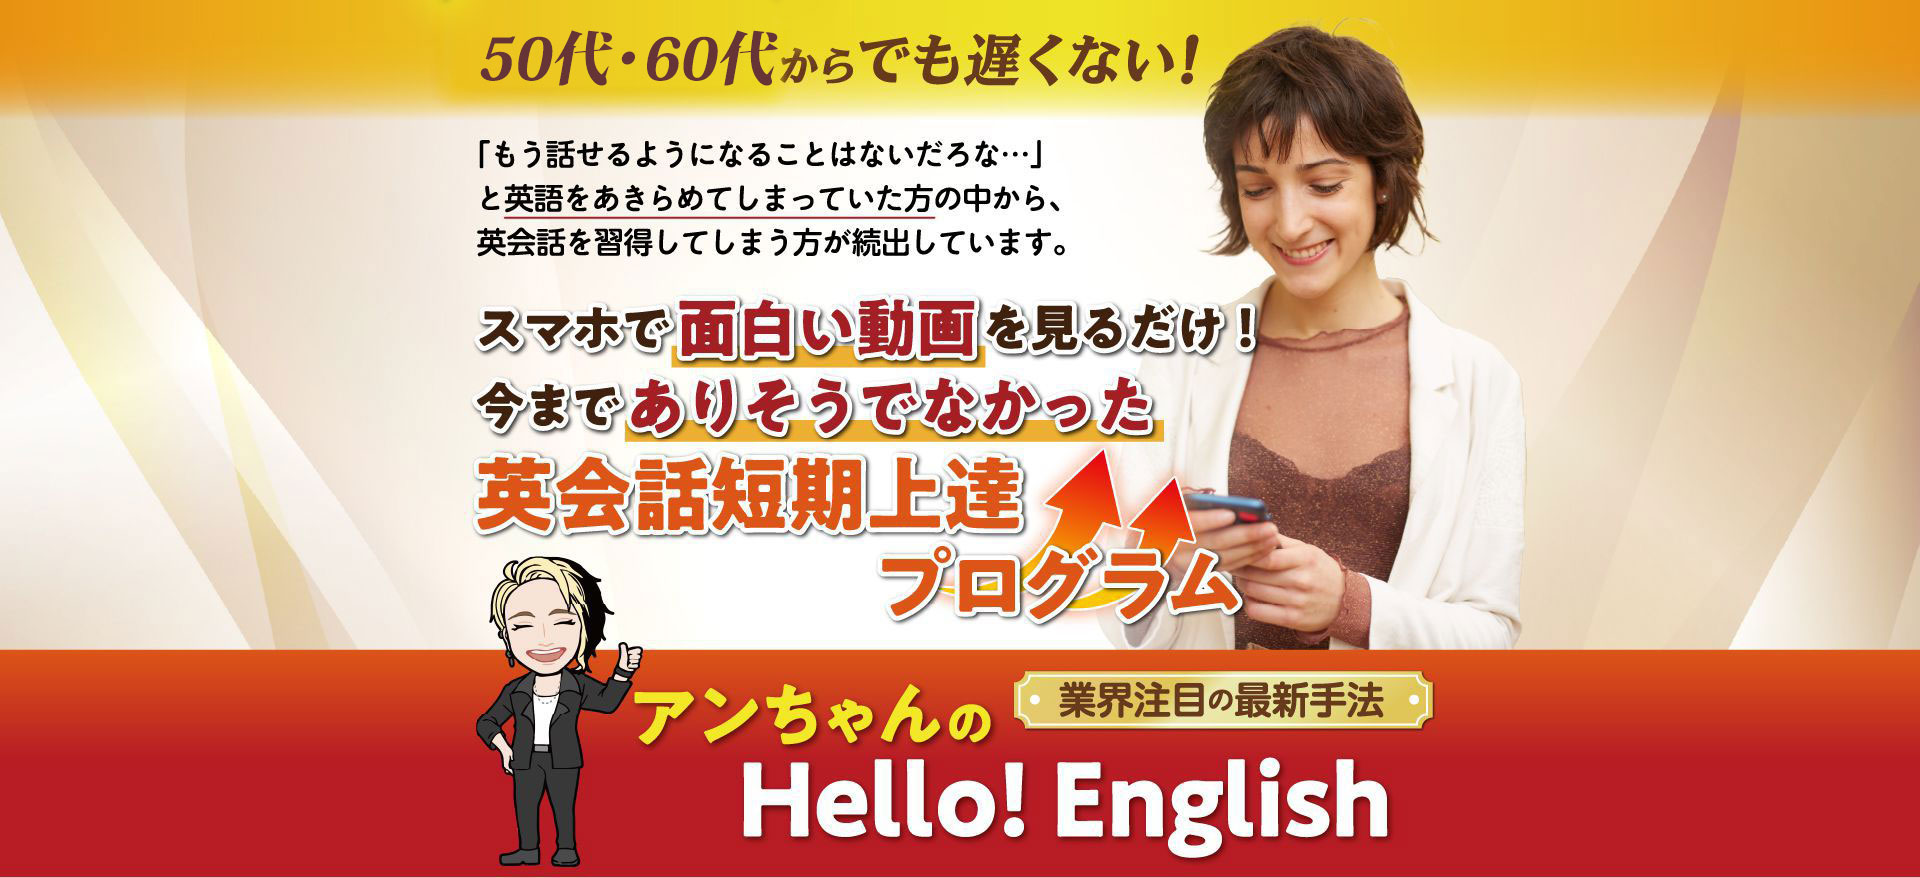 50代・60代からでも遅くない!
「もう話せるようになることはないだろな…」
と英語をあきらめてしまっていた方の中から、
英会話を習得してしまう方が続出しています。
スマホで面白い動画を見るだけ!
今までありそうでなかった
英会話短期上達
プログラム
業界注目の最新手法
アンちゃんの
Hello! English